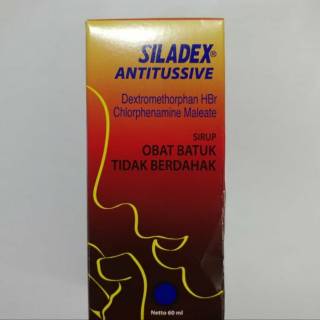 SILADEX®
ANTITUSSIVE
Dextromethorphan HBr
Chlorphenamine Maleate
SIRUP
OBAT BATUK
TIDAK BERDAHAK
Netto 60 ml